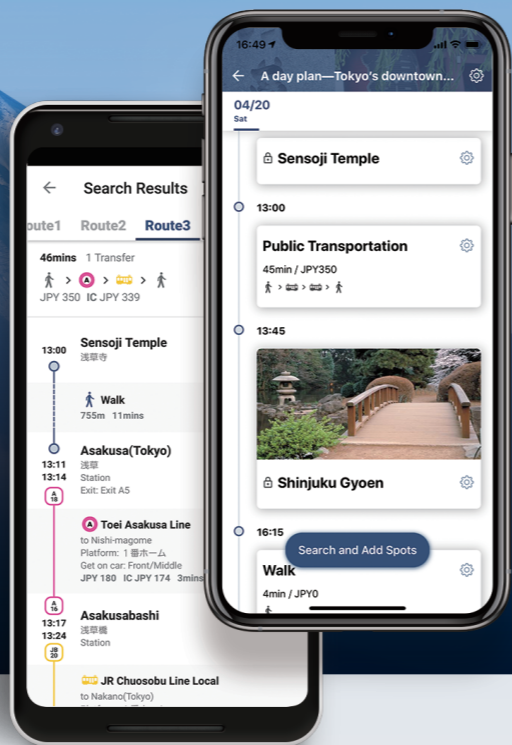 Search Results
oute1 Route2 Route3
46mins 1 Transfer
A
JPY 350 IC JPY 339
13:00
Sensoji Temple
浅草寺
Walk
755m 11mins
Asakusa(Tokyo)
13:11
浅草
13:14
Station
Exit: Exit A5
A
18
A Toei Asakusa Line
to Nishi-magome
Platform: 1番ホーム
Get on car: Front/Middle
JPY 180 IC JPY 174 3mins
A
16
Asakusabashi
13:17
浅草橋
13:24
Station
JB
20
JR Chuosobu Line Local
to Nakano(Tokyo)
16:49
A day plan—Tokyo's downtown...
04/20
Sat
Sensoji Temple
13:00
Public Transportation
45min / JPY350
13:45
Shinjuku Gyoen
16:15
Search and Add Spots
Walk
4min / JPY0